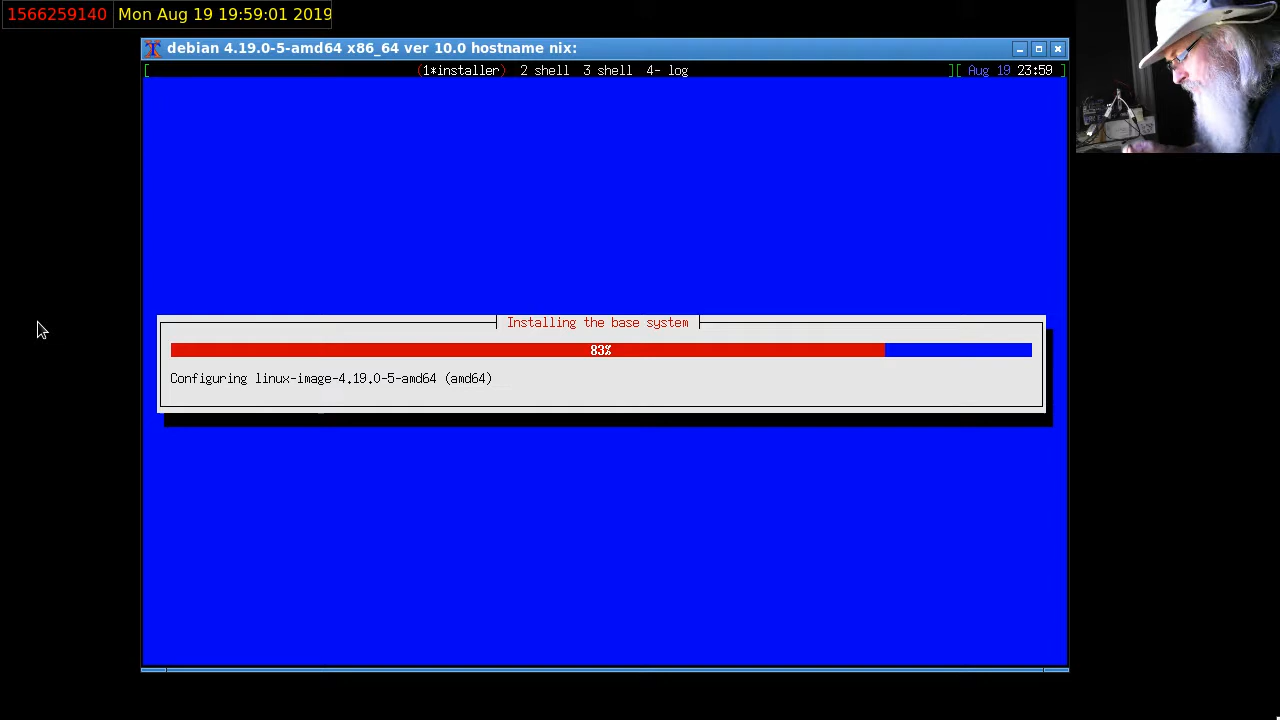 1566259140 Mon Aug 19 19:59:01 2019
debian 4.19.0-5-amd64 x86_64 ver 10.0 hostname nix:
[ (1*installer) 2 shell 3 shell 4- log ][ Aug 19 23:59 ]
Installing the base system
83%
Configuring linux-image-4.19.0-5-amd64 (amd64)